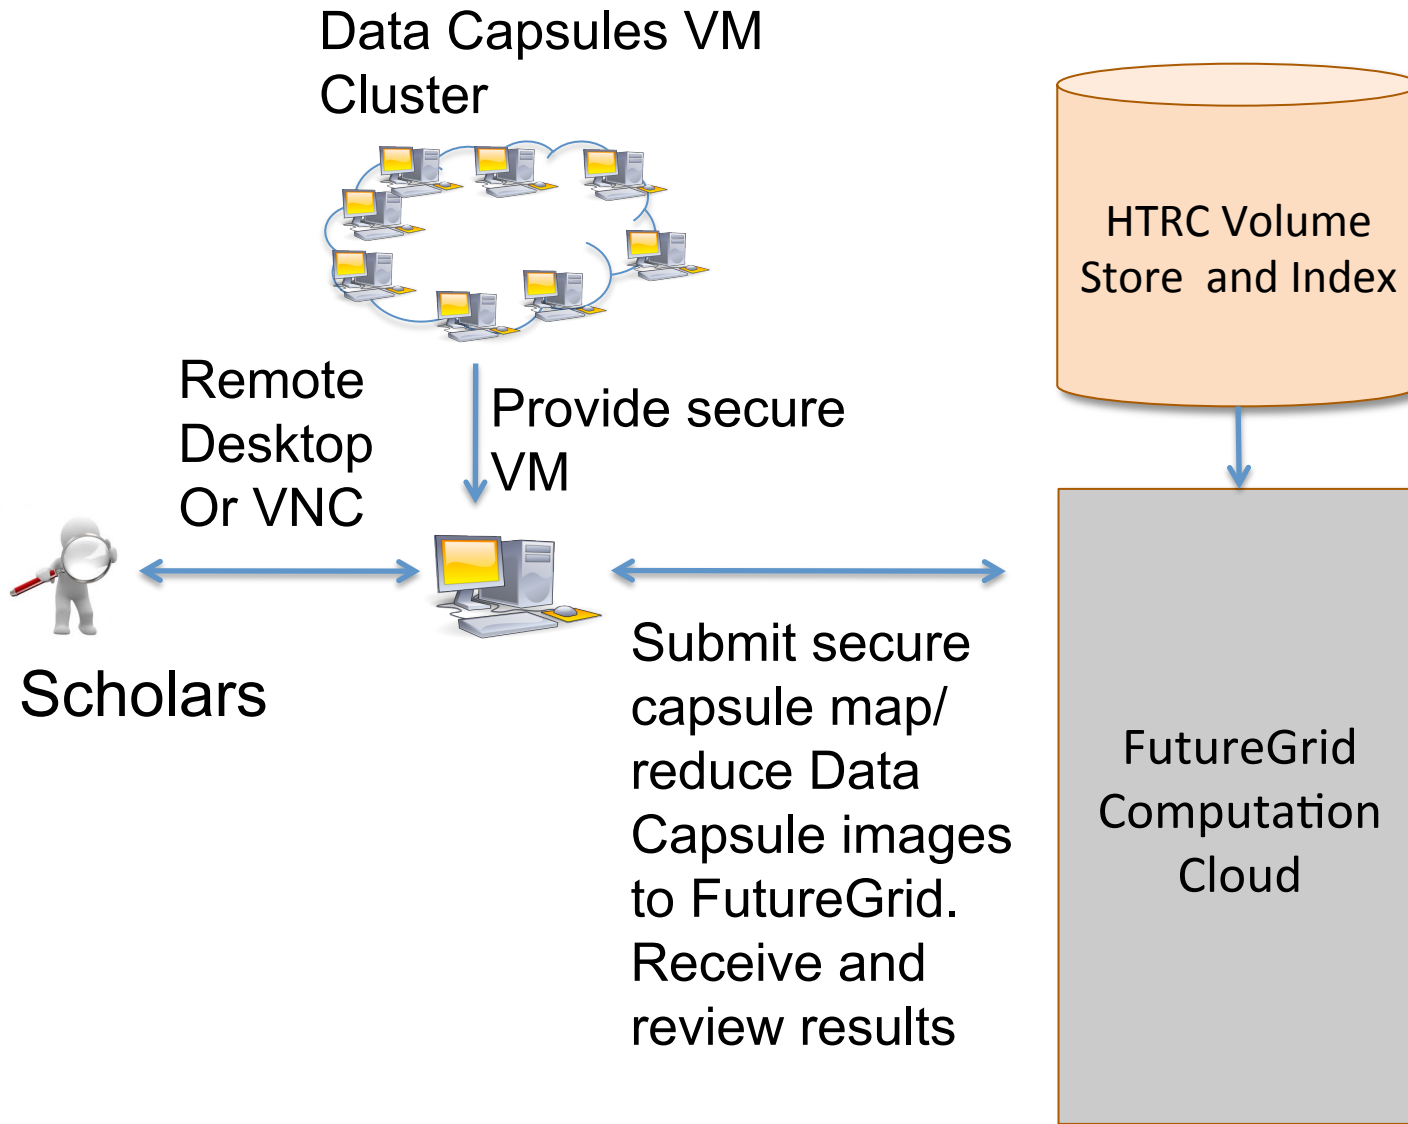 Data Capsules VM
Cluster
HTRC Volume
Store  and Index
Remote
Desktop
Or VNC
Provide secure
VM
Scholars
Submit secure
capsule map/
reduce Data
Capsule images
to FutureGrid.
Receive and
review results
FutureGrid
Computation
Cloud